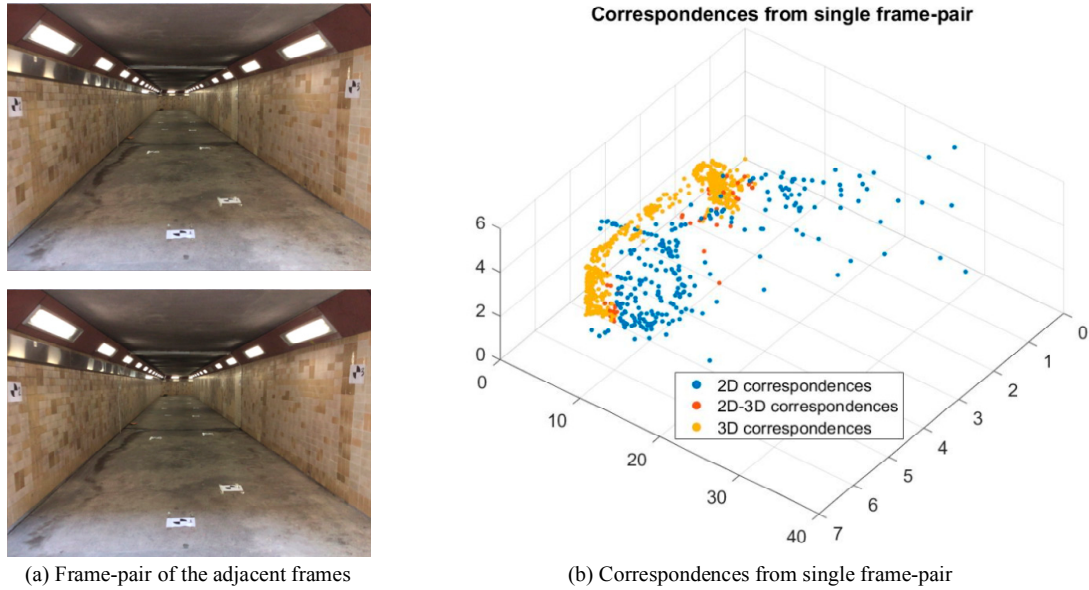 Correspondences from single frame-pair
6
4
2
0
0
10
20
30
40
0
1
2
3
4
5
6
7
2D correspondences
2D-3D correspondences
3D correspondences
(a) Frame-pair of the adjacent frames
(b) Correspondences from single frame-pair